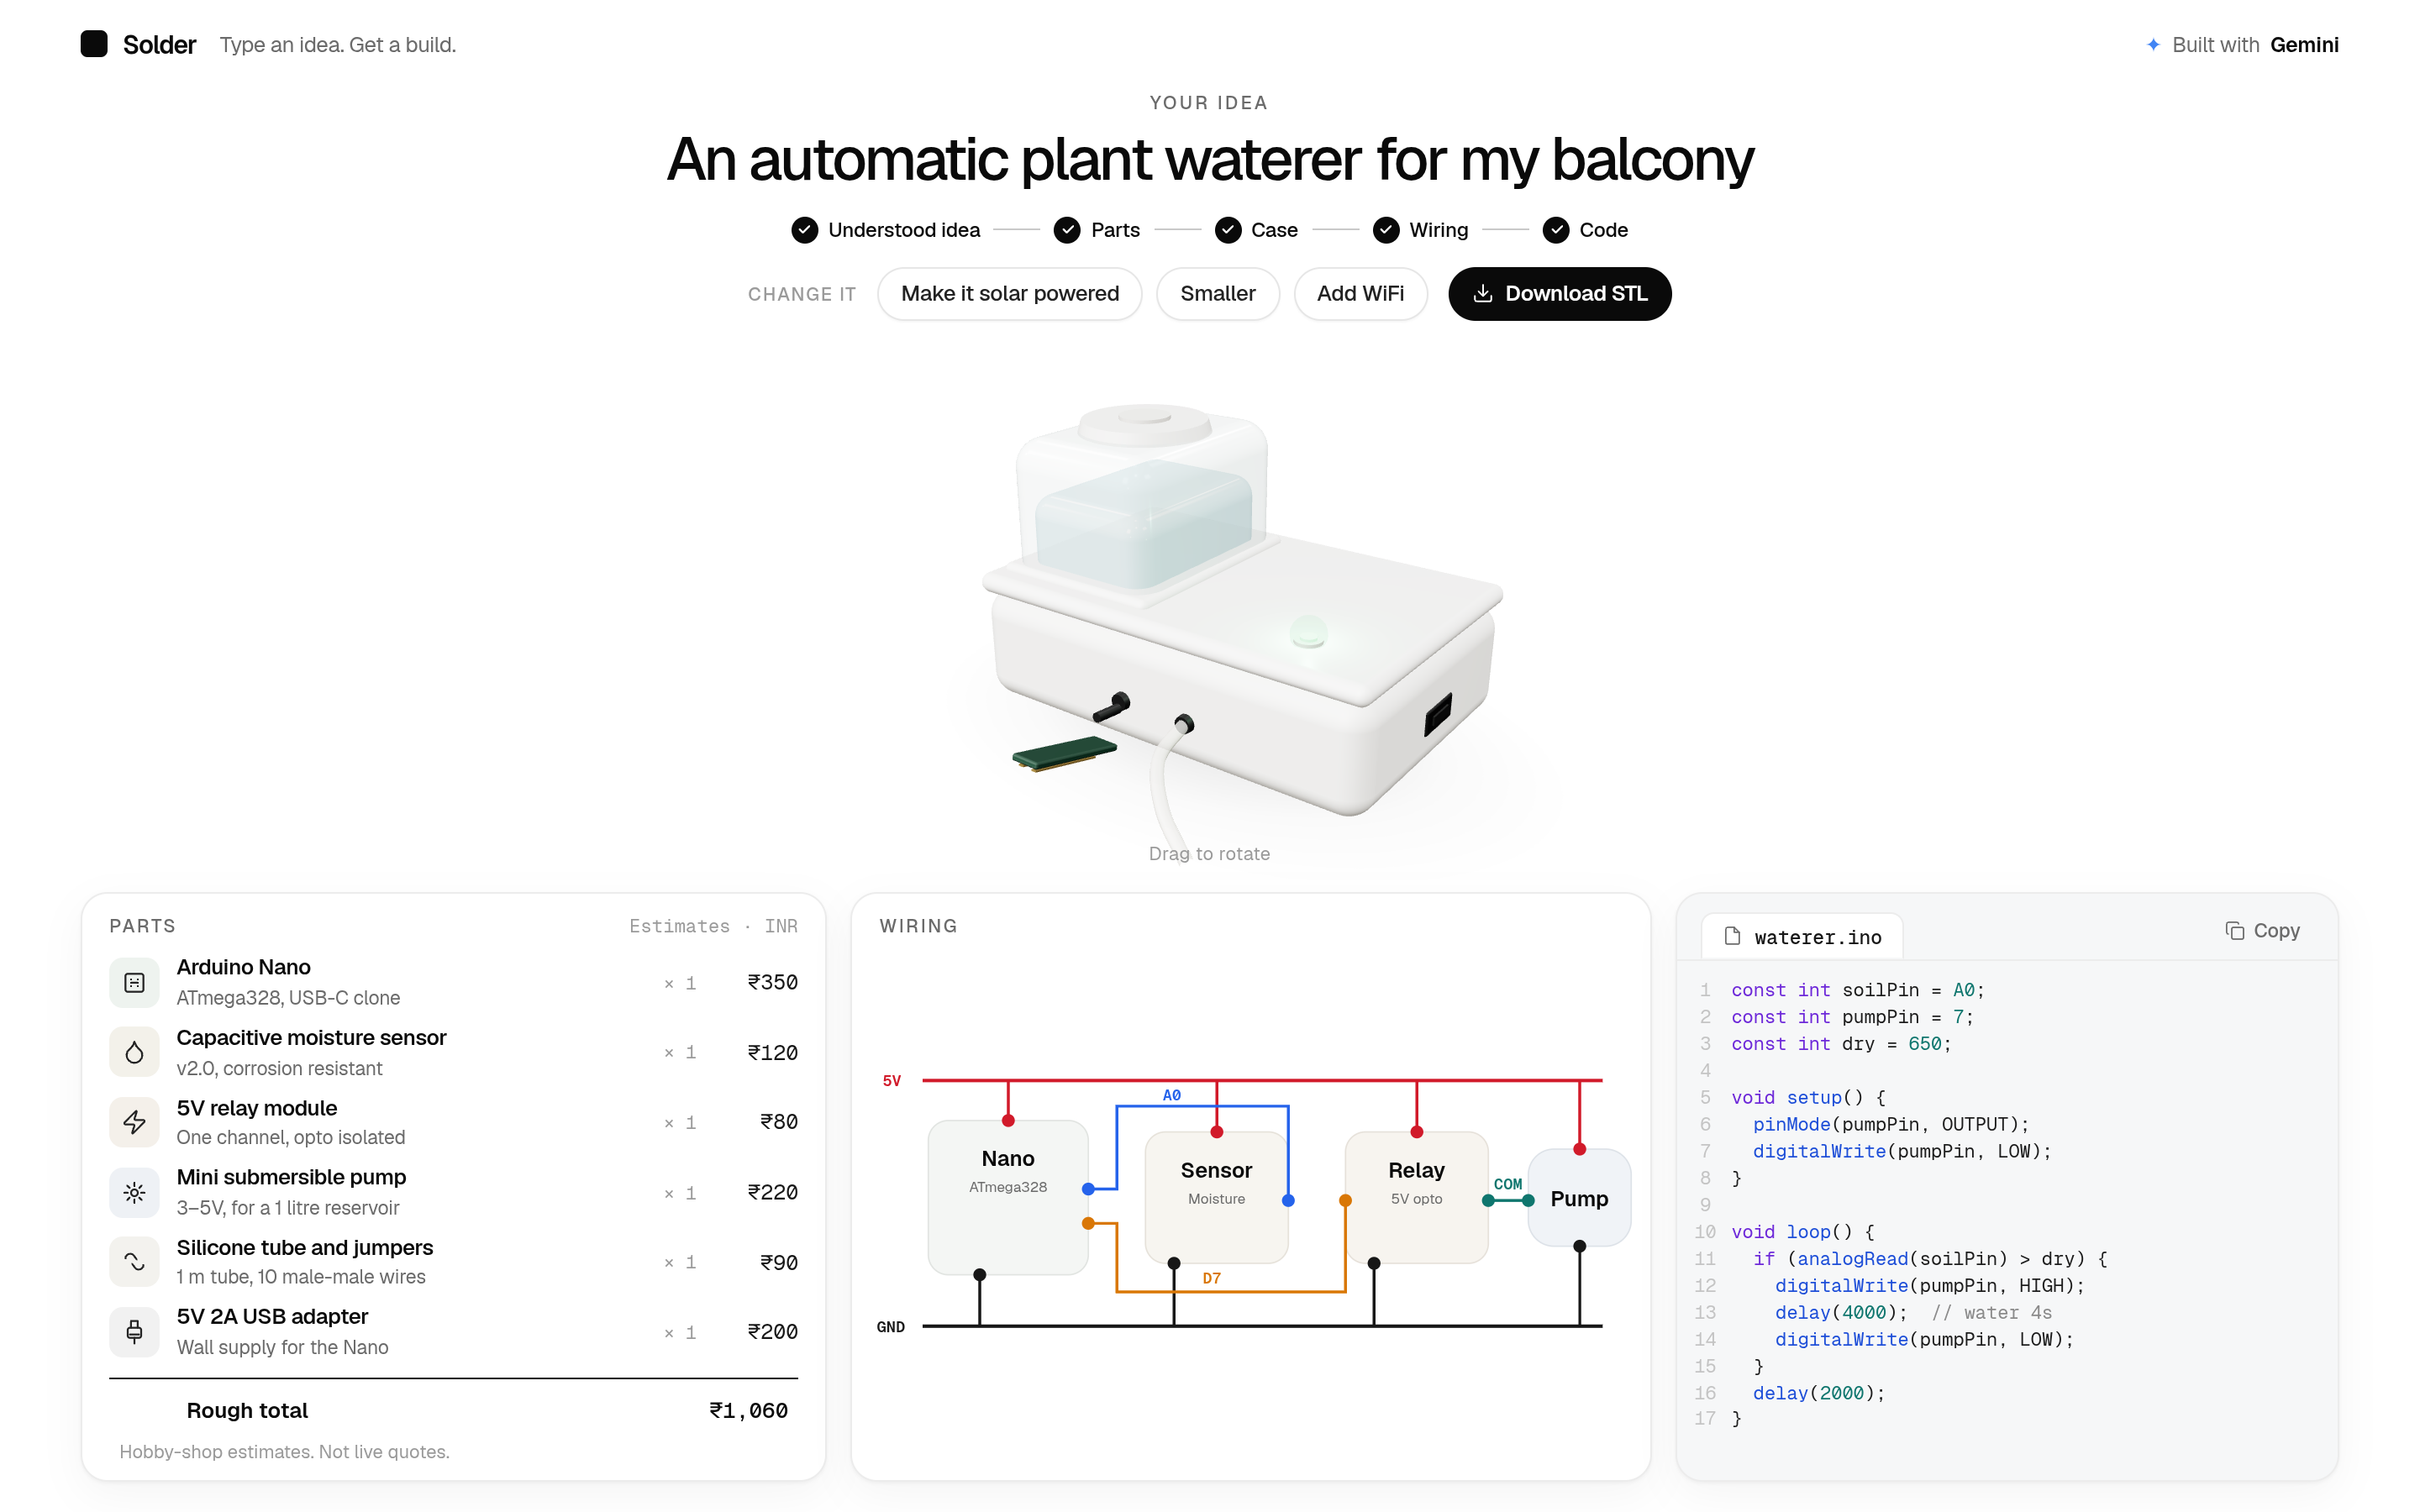 Solder Type an idea. Get a build.
Built with Gemini
YOUR IDEA
An automatic plant waterer for my balcony
Understood idea Parts Case Wiring Code
CHANGE IT Make it solar powered Smaller Add WiFi Download STL
Drag to rotate
PARTS Estimates · INR
Arduino Nano × 1 ₹350
ATmega328, USB-C clone
Capacitive moisture sensor × 1 ₹120
v2.0, corrosion resistant
5V relay module × 1 ₹80
One channel, opto isolated
Mini submersible pump × 1 ₹220
3–5V, for a 1 litre reservoir
Silicone tube and jumpers × 1 ₹90
1 m tube, 10 male-male wires
5V 2A USB adapter × 1 ₹200
Wall supply for the Nano
Rough total ₹1,060
Hobby-shop estimates. Not live quotes.
WIRING
5V
A0
Nano
ATmega328
Sensor
Moisture
Relay
5V opto
COM
Pump
D7
GND
waterer.ino Copy
1 const int soilPin = A0;
2 const int pumpPin = 7;
3 const int dry = 650;
4
5 void setup() {
6 pinMode(pumpPin, OUTPUT);
7 digitalWrite(pumpPin, LOW);
8 }
9
10 void loop() {
11 if (analogRead(soilPin) > dry) {
12 digitalWrite(pumpPin, HIGH);
13 delay(4000); // water 4s
14 digitalWrite(pumpPin, LOW);
15 }
16 delay(2000);
17 }